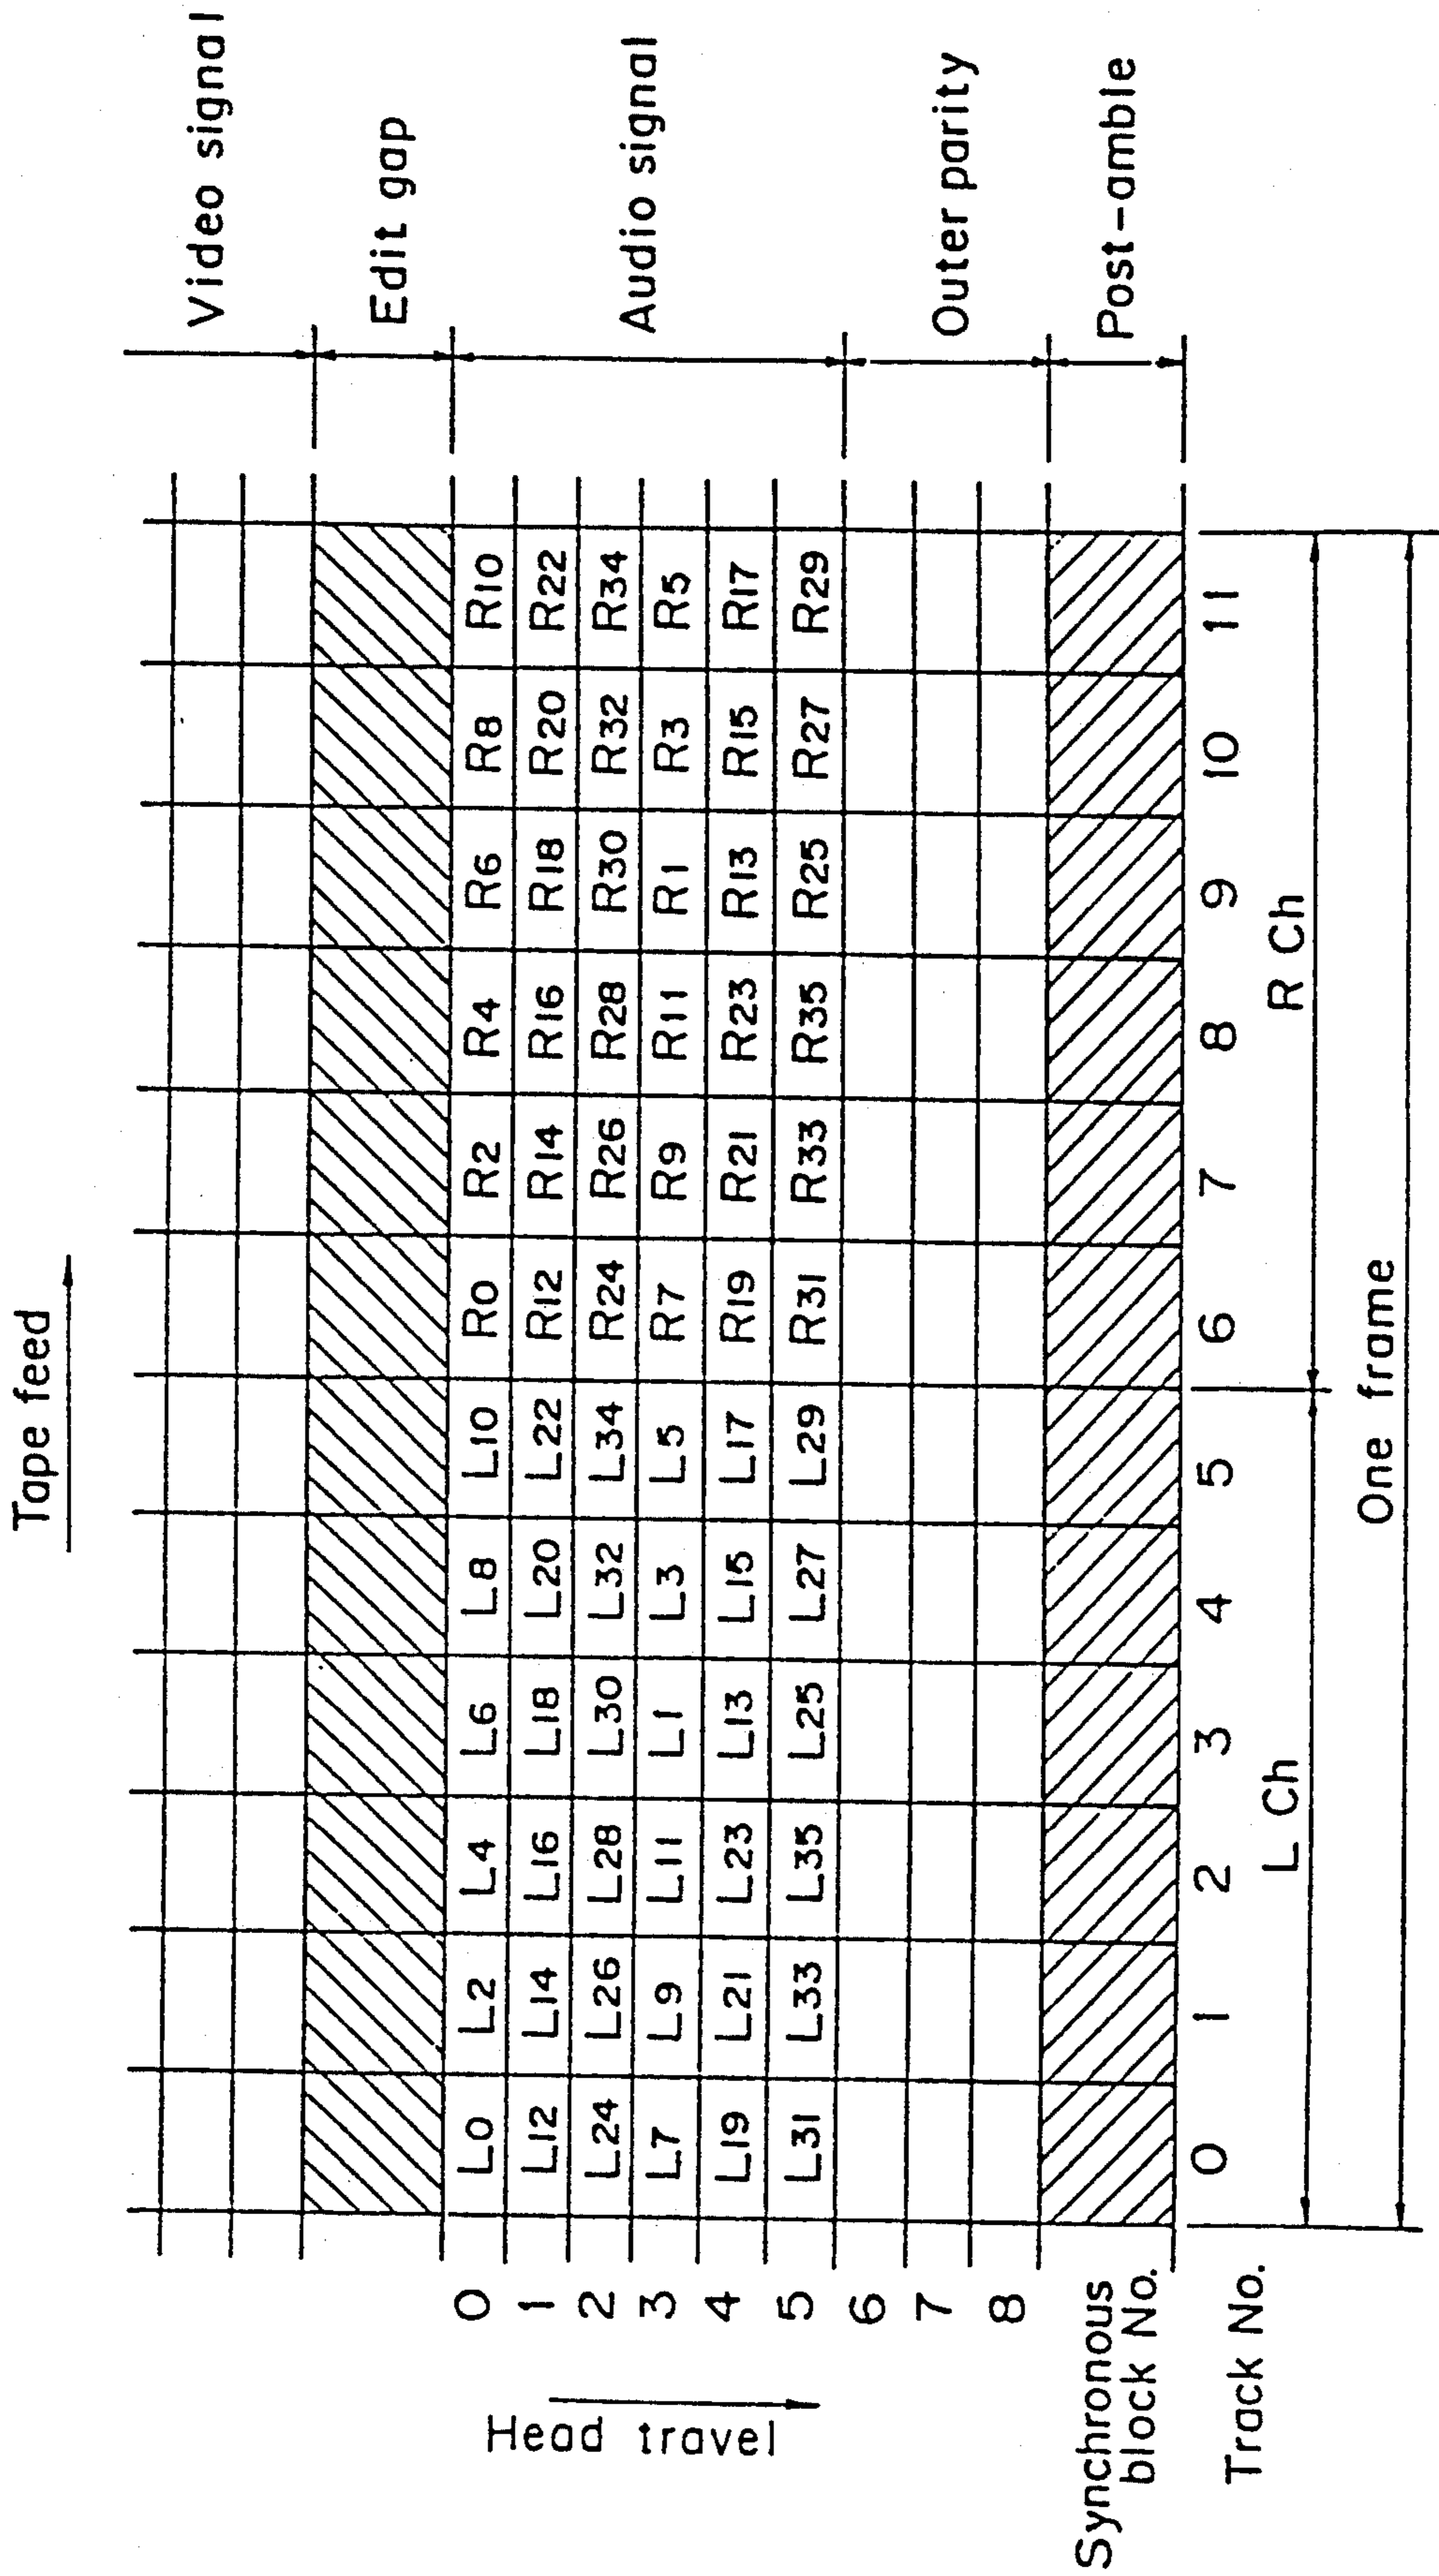 Tape feed
Video signal
Edit gap
Audio signal
Outer parity
Post-amble
Head travel
0 L0 L2 L4 L6 L8 L10 R0 R2 R4 R6 R8 R10
1 L12 L14 L16 L18 L20 L22 R12 R14 R16 R18 R20 R22
2 L24 L26 L28 L30 L32 L34 R24 R26 R28 R30 R32 R34
3 L7 L9 L11 L1 L3 L5 R7 R9 R11 R1 R3 R5
4 L19 L21 L23 L13 L15 L17 R19 R21 R23 R13 R15 R17
5 L31 L33 L35 L25 L27 L29 R31 R33 R35 R25 R27 R29
6
7
8
Synchronous
block No.
Track No. 0 1 2 3 4 5 6 7 8 9 10 11
L Ch R Ch
One frame